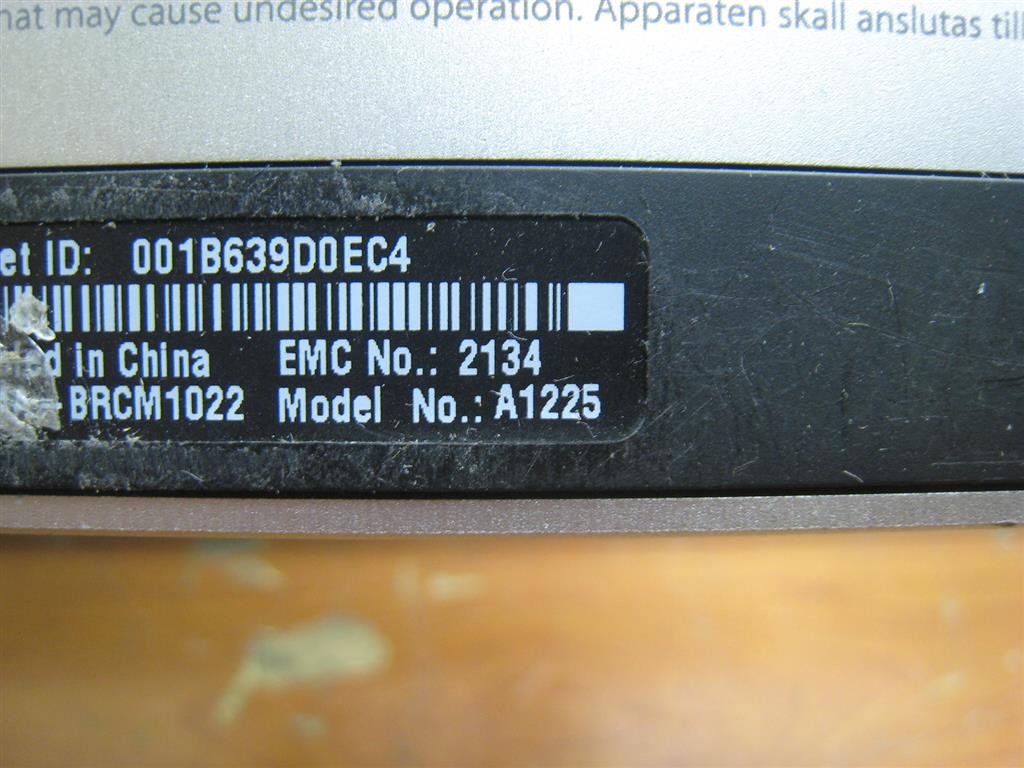 that may cause undesired operation. Apparaten skall anslutas till
et ID: 001B639D0EC4
d in China EMC No.: 2134
BRCM1022 Model No.: A1225